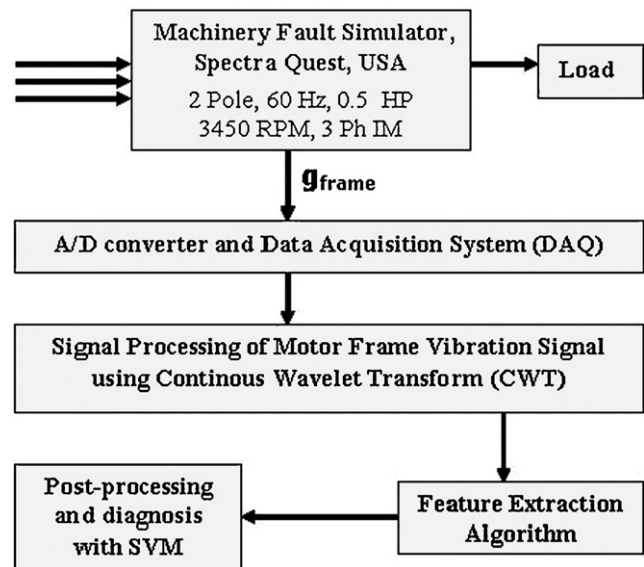 Machinery Fault Simulator,
Spectra Quest, USA
2 Pole, 60 Hz, 0.5 HP
3450 RPM, 3 Ph IM
Load
gframe
A/D converter and Data Acquisition System (DAQ)
Signal Processing of Motor Frame Vibration Signal
using Continous Wavelet Transform (CWT)
Feature Extraction
Algorithm
Post-processing
and diagnosis
with SVM